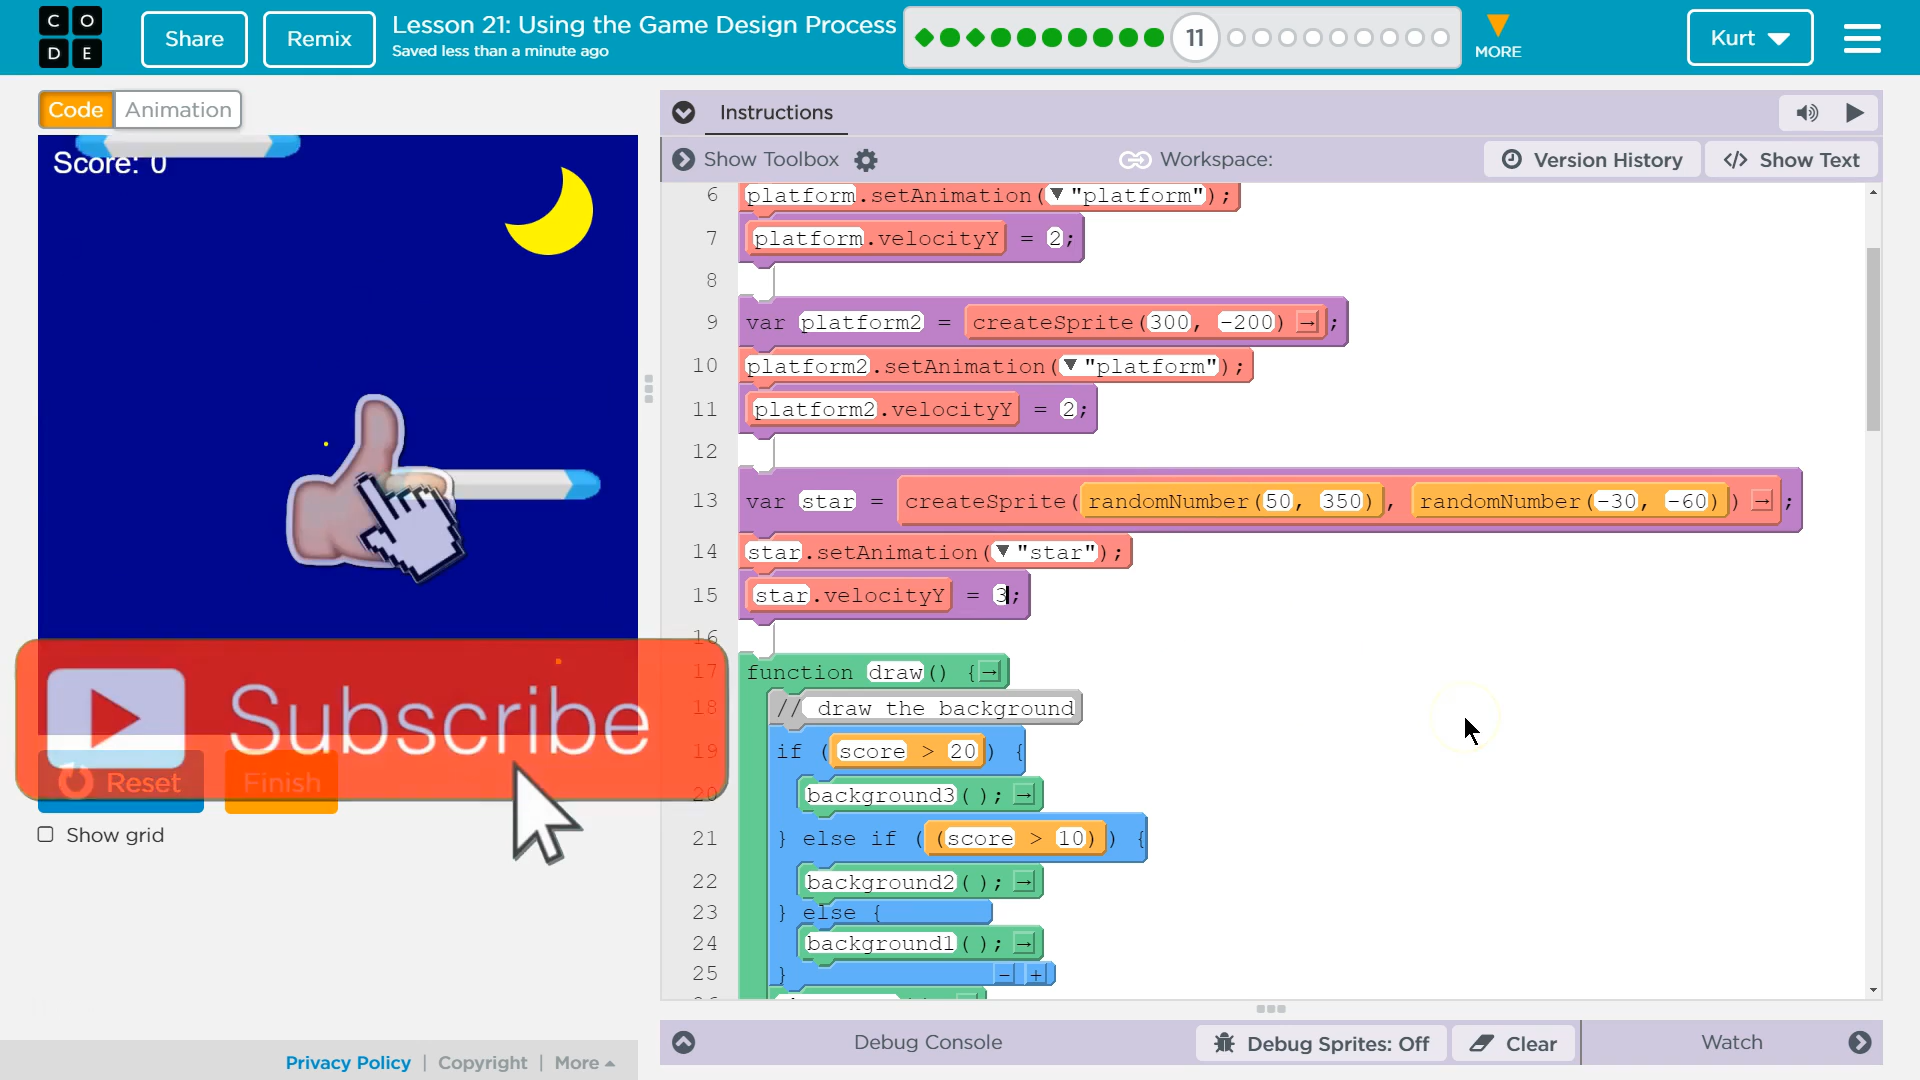 CODE
Share
Remix
Lesson 21: Using the Game Design Process
Saved less than a minute ago
11
MORE
Kurt
Code
Animation
Instructions
Show Toolbox
Workspace:
Version History
</> Show Text
Score: 0
6 platform.setAnimation("platform");
7 platform.velocityY = 2;
8
9 var platform2 = createSprite(300, -200);
10 platform2.setAnimation("platform");
11 platform2.velocityY = 2;
12
13 var star = createSprite(randomNumber(50, 350), randomNumber(-30, -60));
14 star.setAnimation("star");
15 star.velocityY = 3;
16
17 function draw() {
18 // draw the background
19 if (score > 20) {
20 background3();
21 } else if ((score > 10)) {
22 background2();
23 } else {
24 background1();
25 }
Subscribe
Reset
Finish
Show grid
Debug Console
Debug Sprites: Off
Clear
Watch
Privacy Policy | Copyright | More